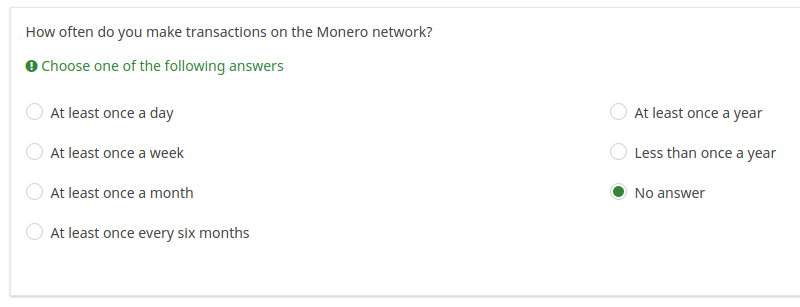 How often do you make transactions on the Monero network?
Choose one of the following answers
At least once a day
At least once a week
At least once a month
At least once every six months
At least once a year
Less than once a year
No answer